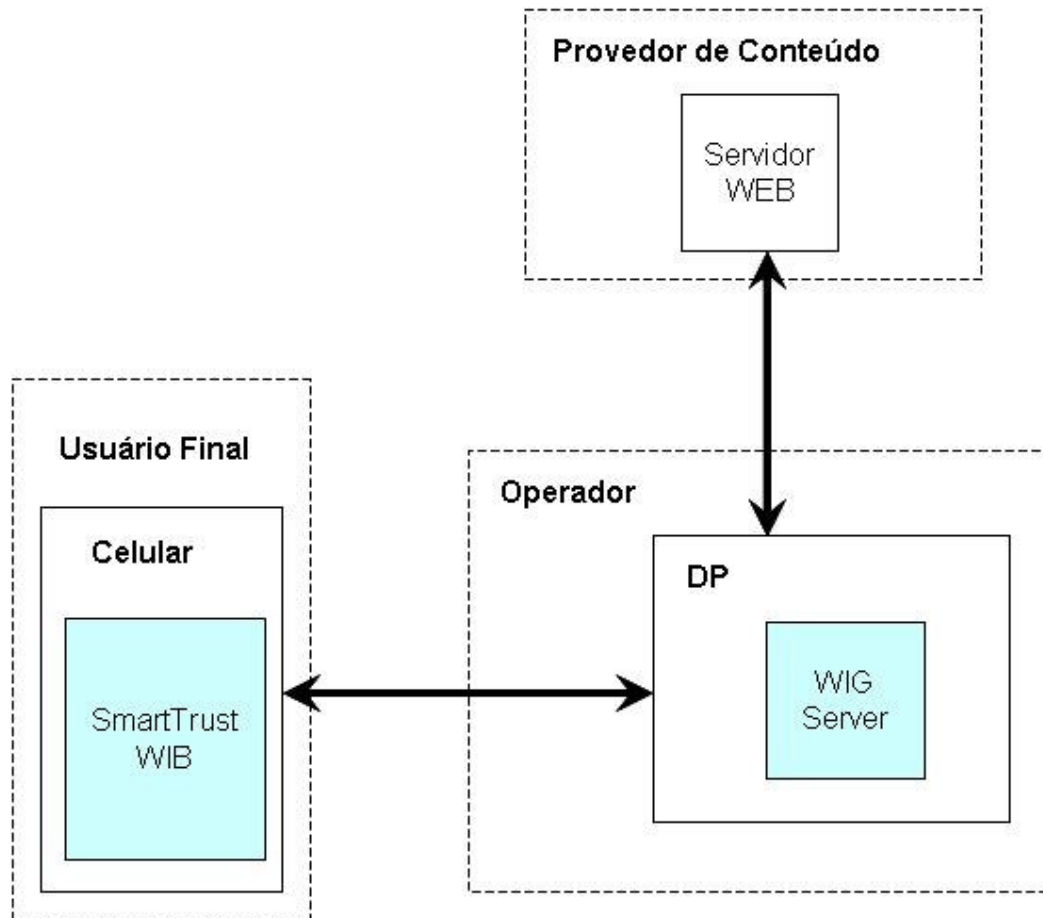 Provedor de Conteúdo
Servidor
WEB
Usuário Final
Celular
SmartTrust
WIB
Operador
DP
WIG
Server